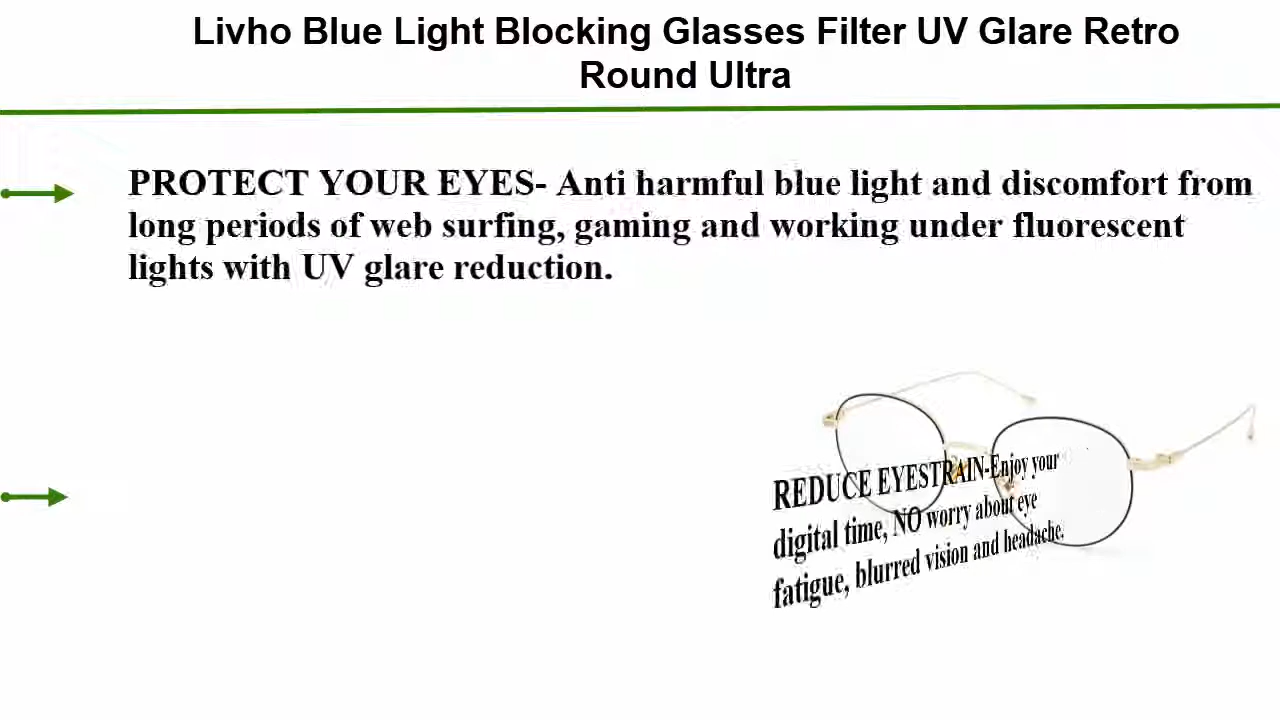 Livho Blue Light Blocking Glasses Filter UV Glare Retro
Round Ultra
PROTECT YOUR EYES- Anti harmful blue light and discomfort from
long periods of web surfing, gaming and working under fluorescent
lights with UV glare reduction.
REDUCE EYESTRAIN-Enjoy your
digital time, NO worry about eye
fatigue, blurred vision and headache.